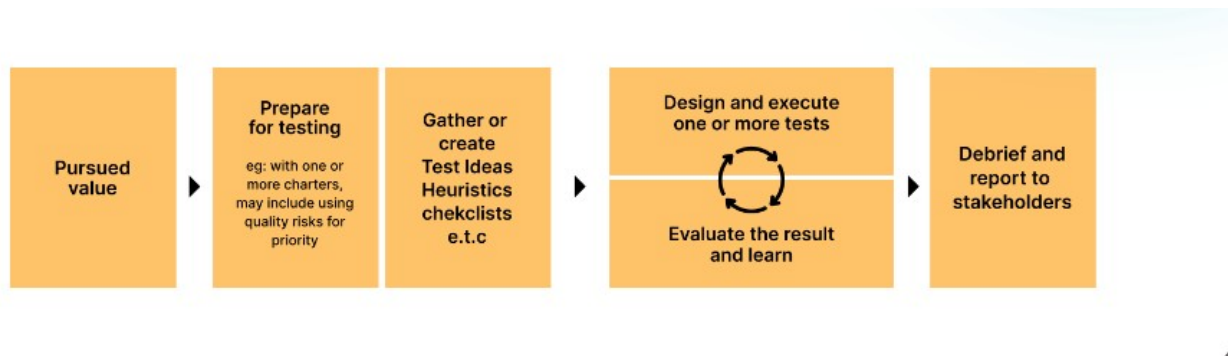 Pursued
value
Prepare
for testing
eg: with one or
more charters,
may include using
quality risks for
priority
Gather or
create
Test Ideas
Heuristics
chekclists
e.t.c
Design and execute
one or more tests
Evaluate the result
and learn
Debrief and
report to
stakeholders